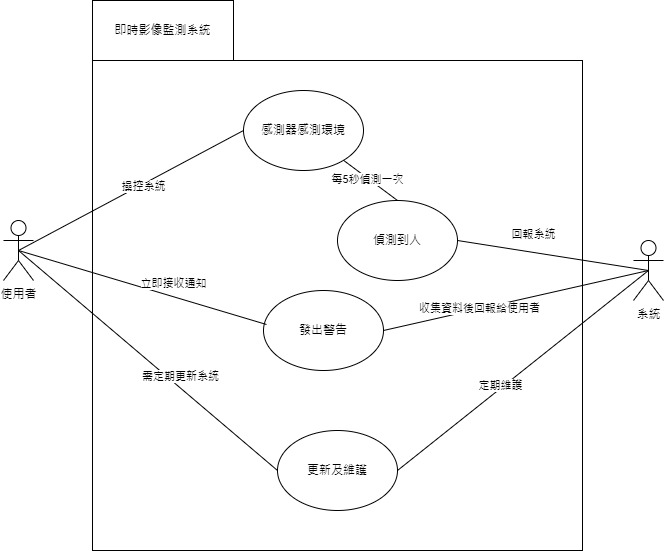 即時影像監測系統
感測器感測環境
操控系統
每5秒偵測一次
偵測到人
回報系統
使用者
立即接收通知
發出警告
收集資料後回報給使用者
系統
需定期更新系統
定期維護
更新及維護